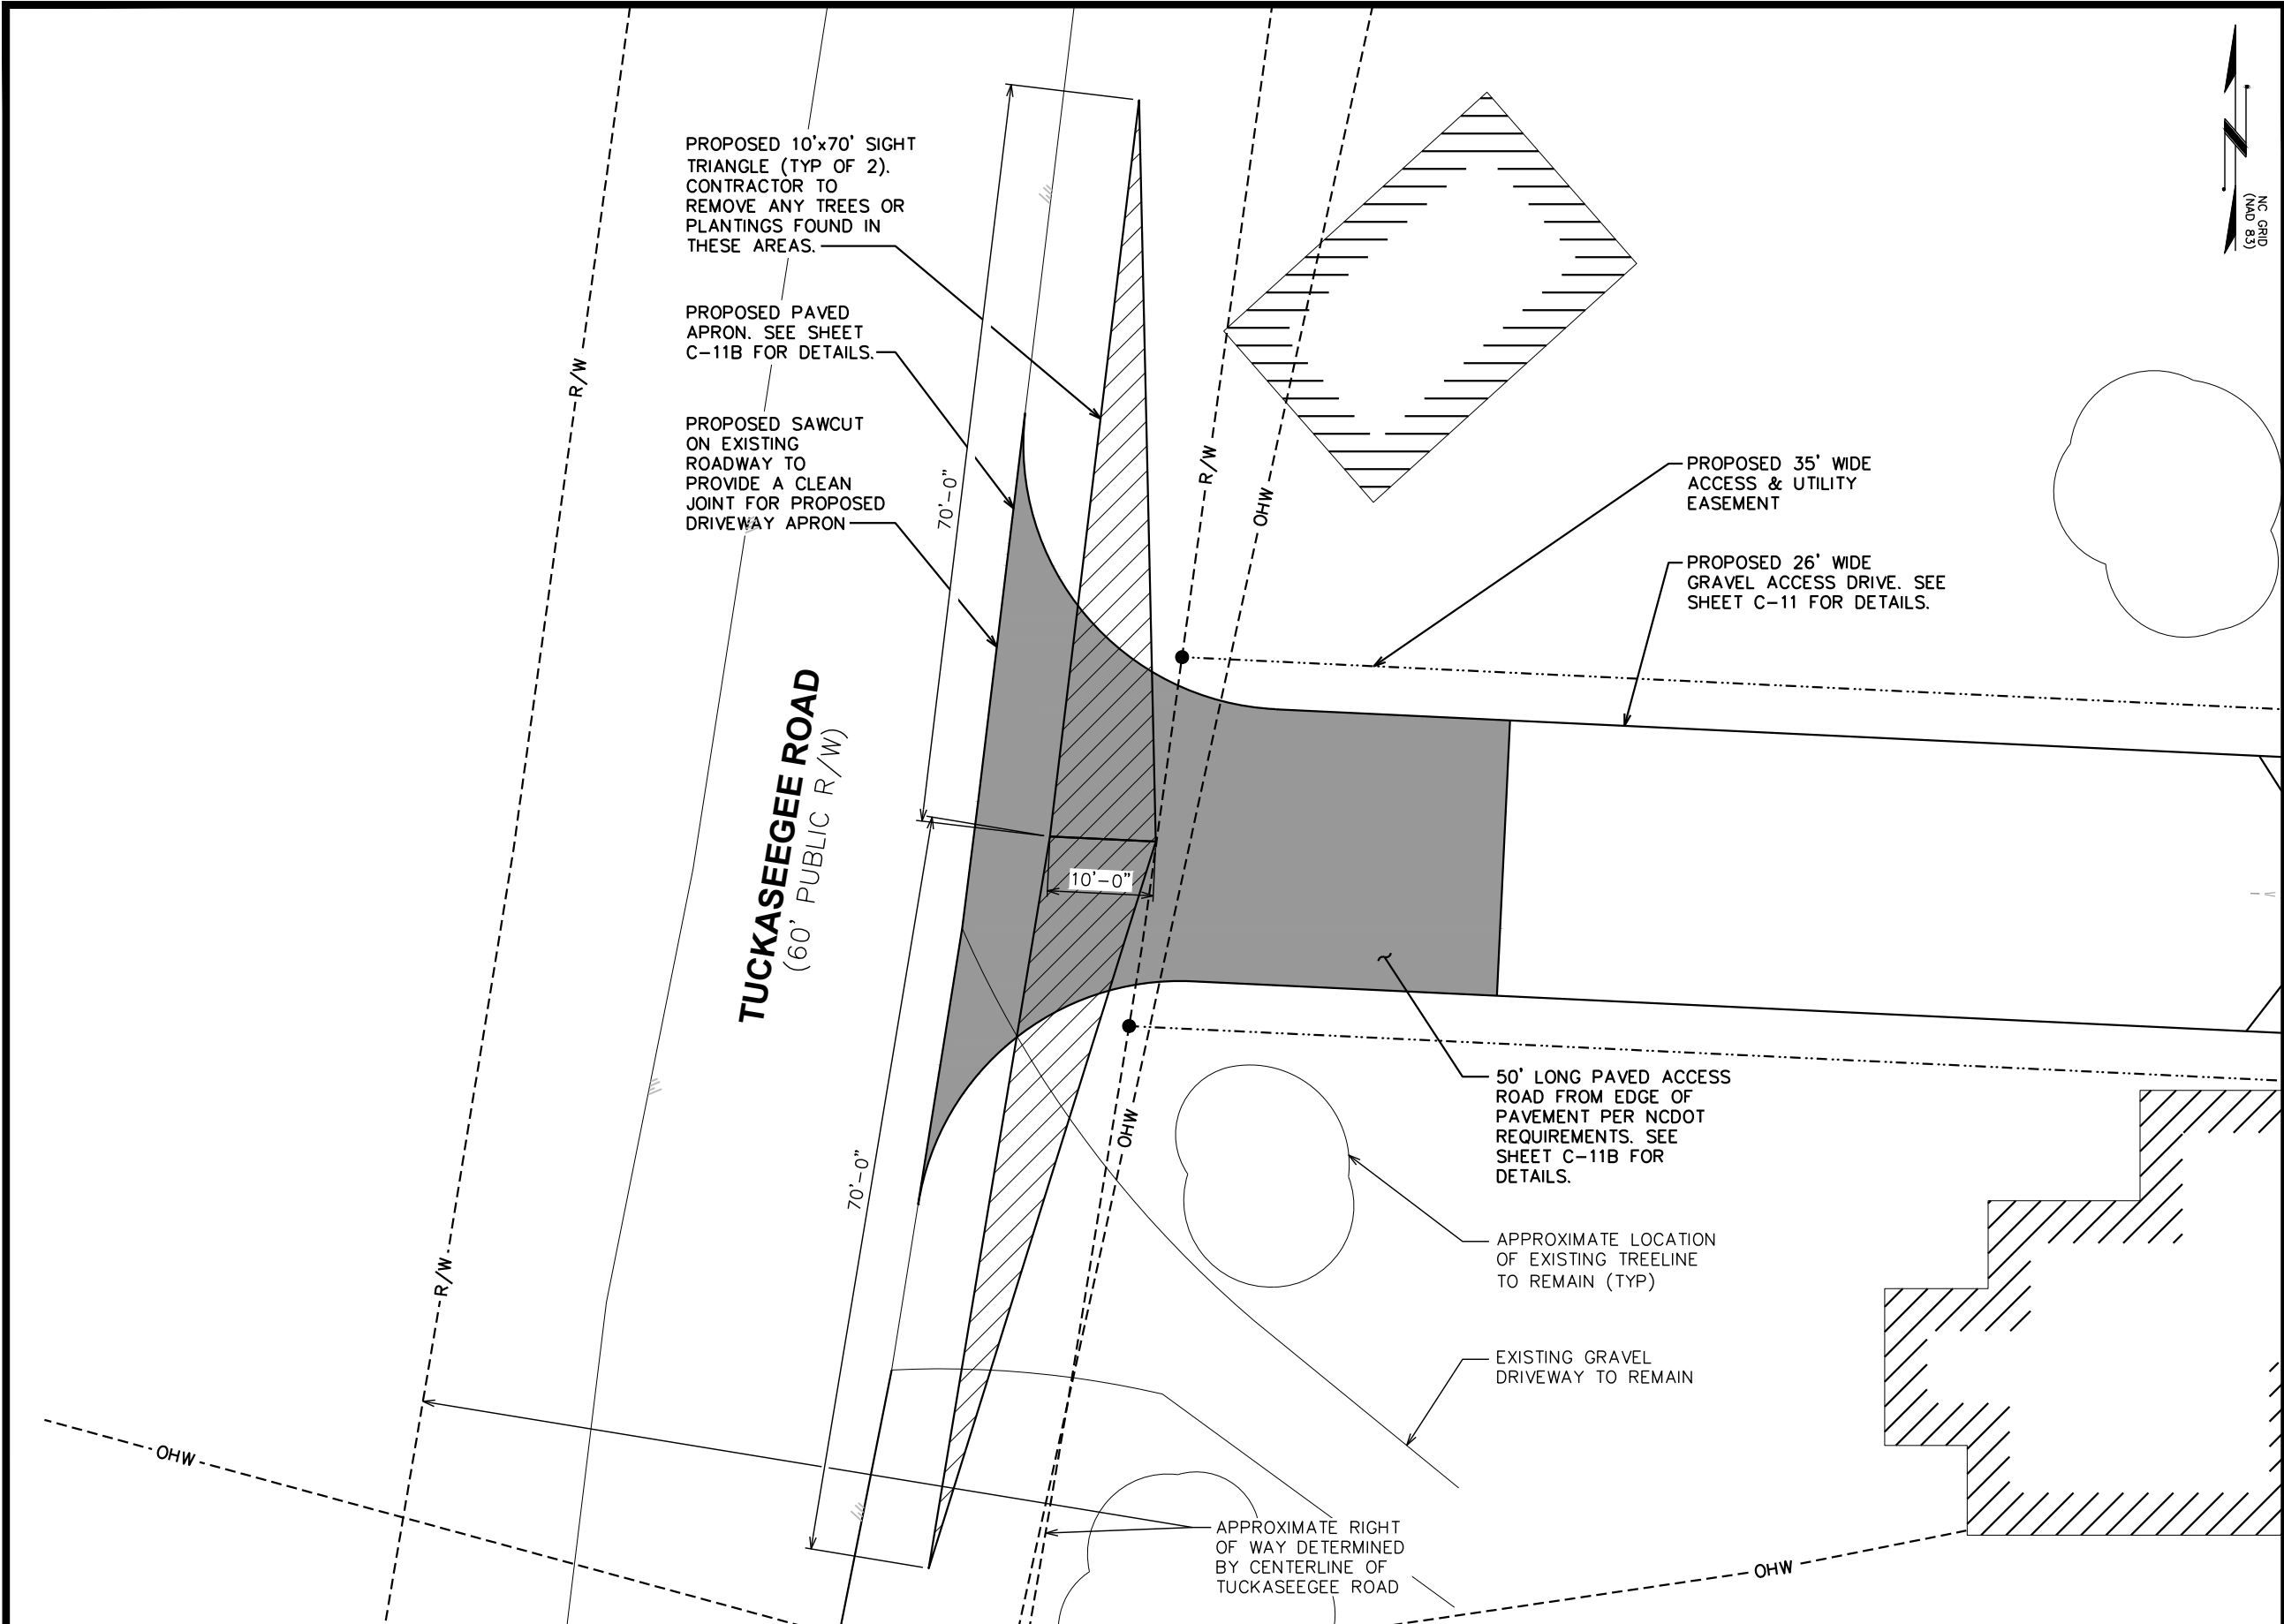 PROPOSED 10'x70' SIGHT
TRIANGLE (TYP OF 2).
CONTRACTOR TO
REMOVE ANY TREES OR
PLANTINGS FOUND IN
THESE AREAS.
PROPOSED PAVED
APRON. SEE SHEET
C-11B FOR DETAILS.
PROPOSED SAWCUT
ON EXISTING
ROADWAY TO
PROVIDE A CLEAN
JOINT FOR PROPOSED
DRIVEWAY APRON
NC GRID
(NAD 83)
R/W
R/W
OHW
70'-0"
PROPOSED 35' WIDE
ACCESS & UTILITY
EASEMENT
PROPOSED 26' WIDE
GRAVEL ACCESS DRIVE. SEE
SHEET C-11 FOR DETAILS.
TUCKASEEGEE ROAD
(60' PUBLIC R/W)
10'-0"
50' LONG PAVED ACCESS
ROAD FROM EDGE OF
PAVEMENT PER NCDOT
REQUIREMENTS. SEE
SHEET C-11B FOR
DETAILS.
OHW
70'-0"
R/W
APPROXIMATE LOCATION
OF EXISTING TREELINE
TO REMAIN (TYP)
EXISTING GRAVEL
DRIVEWAY TO REMAIN
OHW
APPROXIMATE RIGHT
OF WAY DETERMINED
BY CENTERLINE OF
TUCKASEEGEE ROAD
OHW